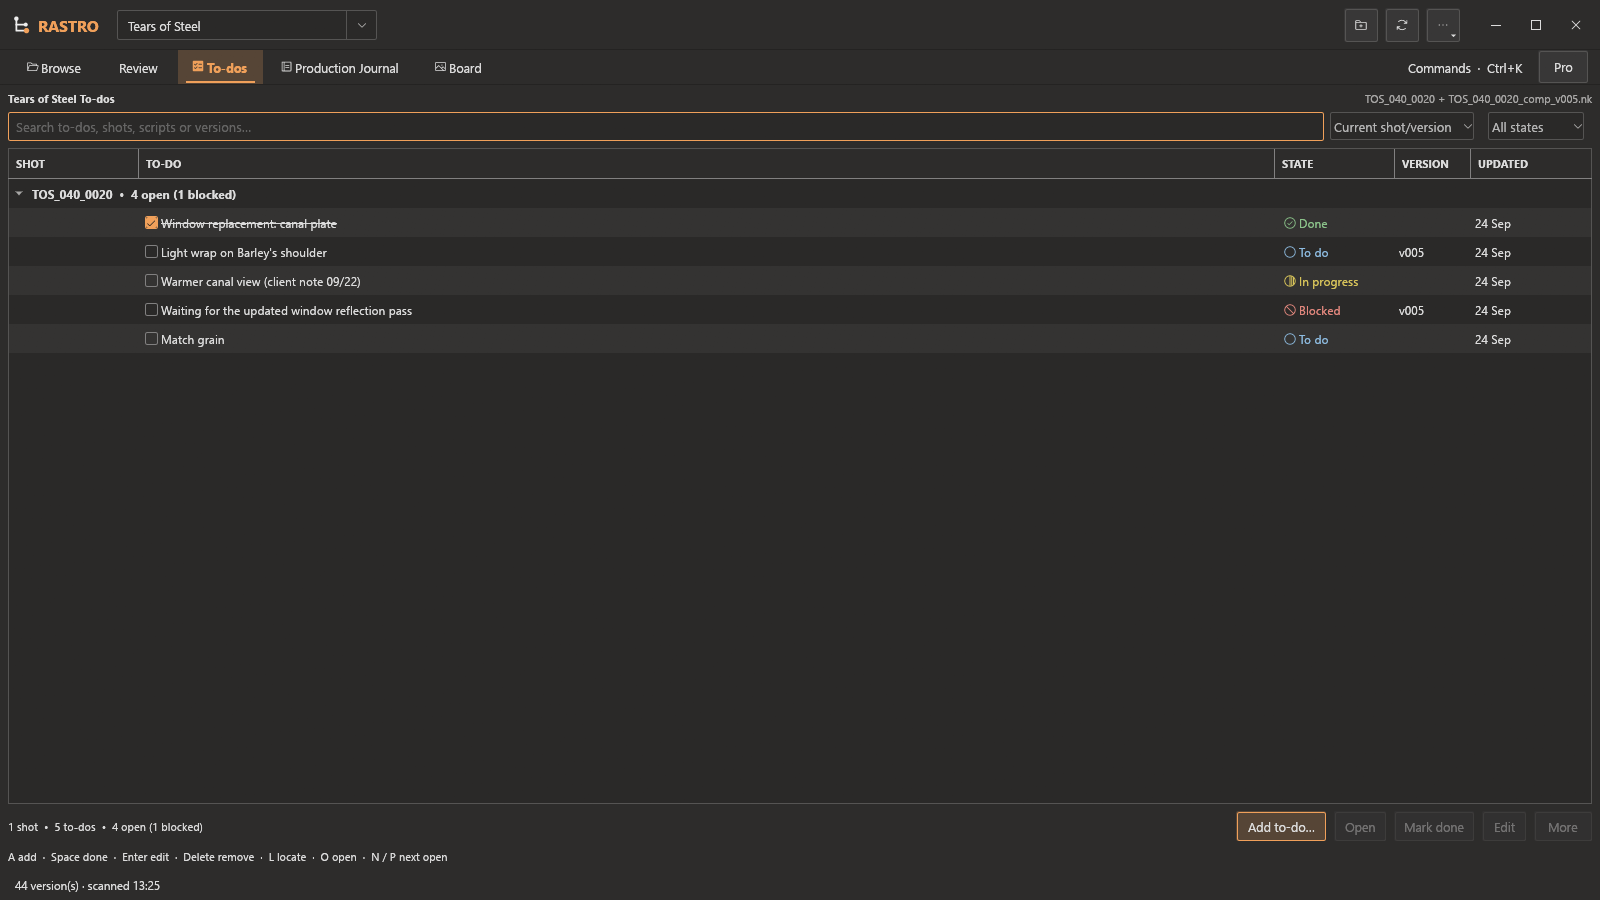 RASTRO Tears of Steel
Browse Review To-dos Production Journal Board Commands · Ctrl+K Pro
Tears of Steel To-dos TOS_040_0020 + TOS_040_0020_comp_v005.nk
Search to-dos, shots, scripts or versions... Current shot/version All states
SHOT TO-DO STATE VERSION UPDATED
TOS_040_0020 • 4 open (1 blocked)
Window replacement: canal plate Done 24 Sep
Light wrap on Barley's shoulder To do v005 24 Sep
Warmer canal view (client note 09/22) In progress 24 Sep
Waiting for the updated window reflection pass Blocked v005 24 Sep
Match grain To do 24 Sep
1 shot • 5 to-dos • 4 open (1 blocked) Add to-do... Open Mark done Edit More
A add · Space done · Enter edit · Delete remove · L locate · O open · N / P next open
44 version(s) · scanned 13:25